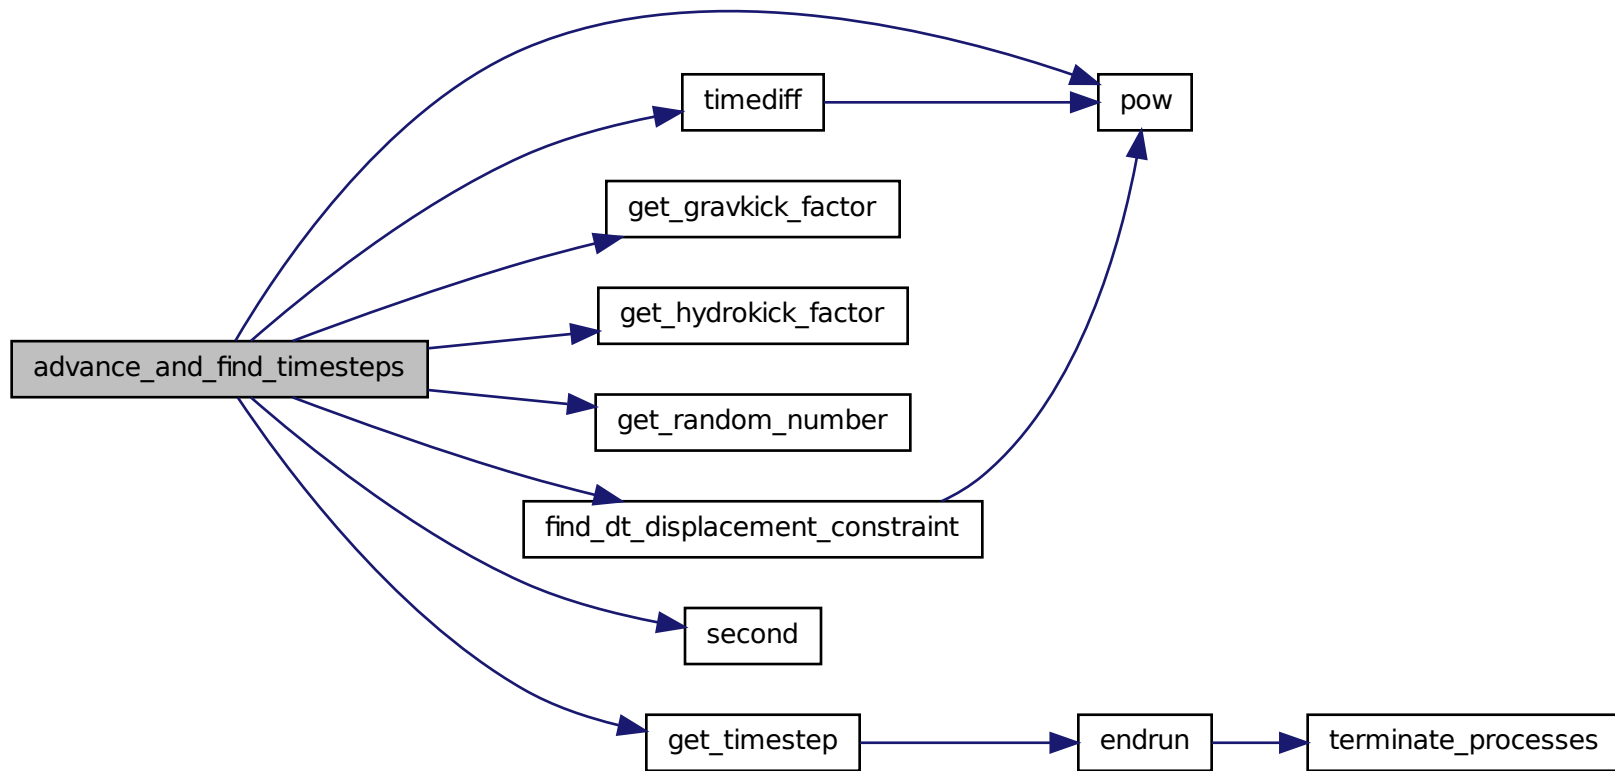 timediff
pow
get_gravkick_factor
get_hydrokick_factor
advance_and_find_timesteps
get_random_number
find_dt_displacement_constraint
second
get_timestep
endrun
terminate_processes